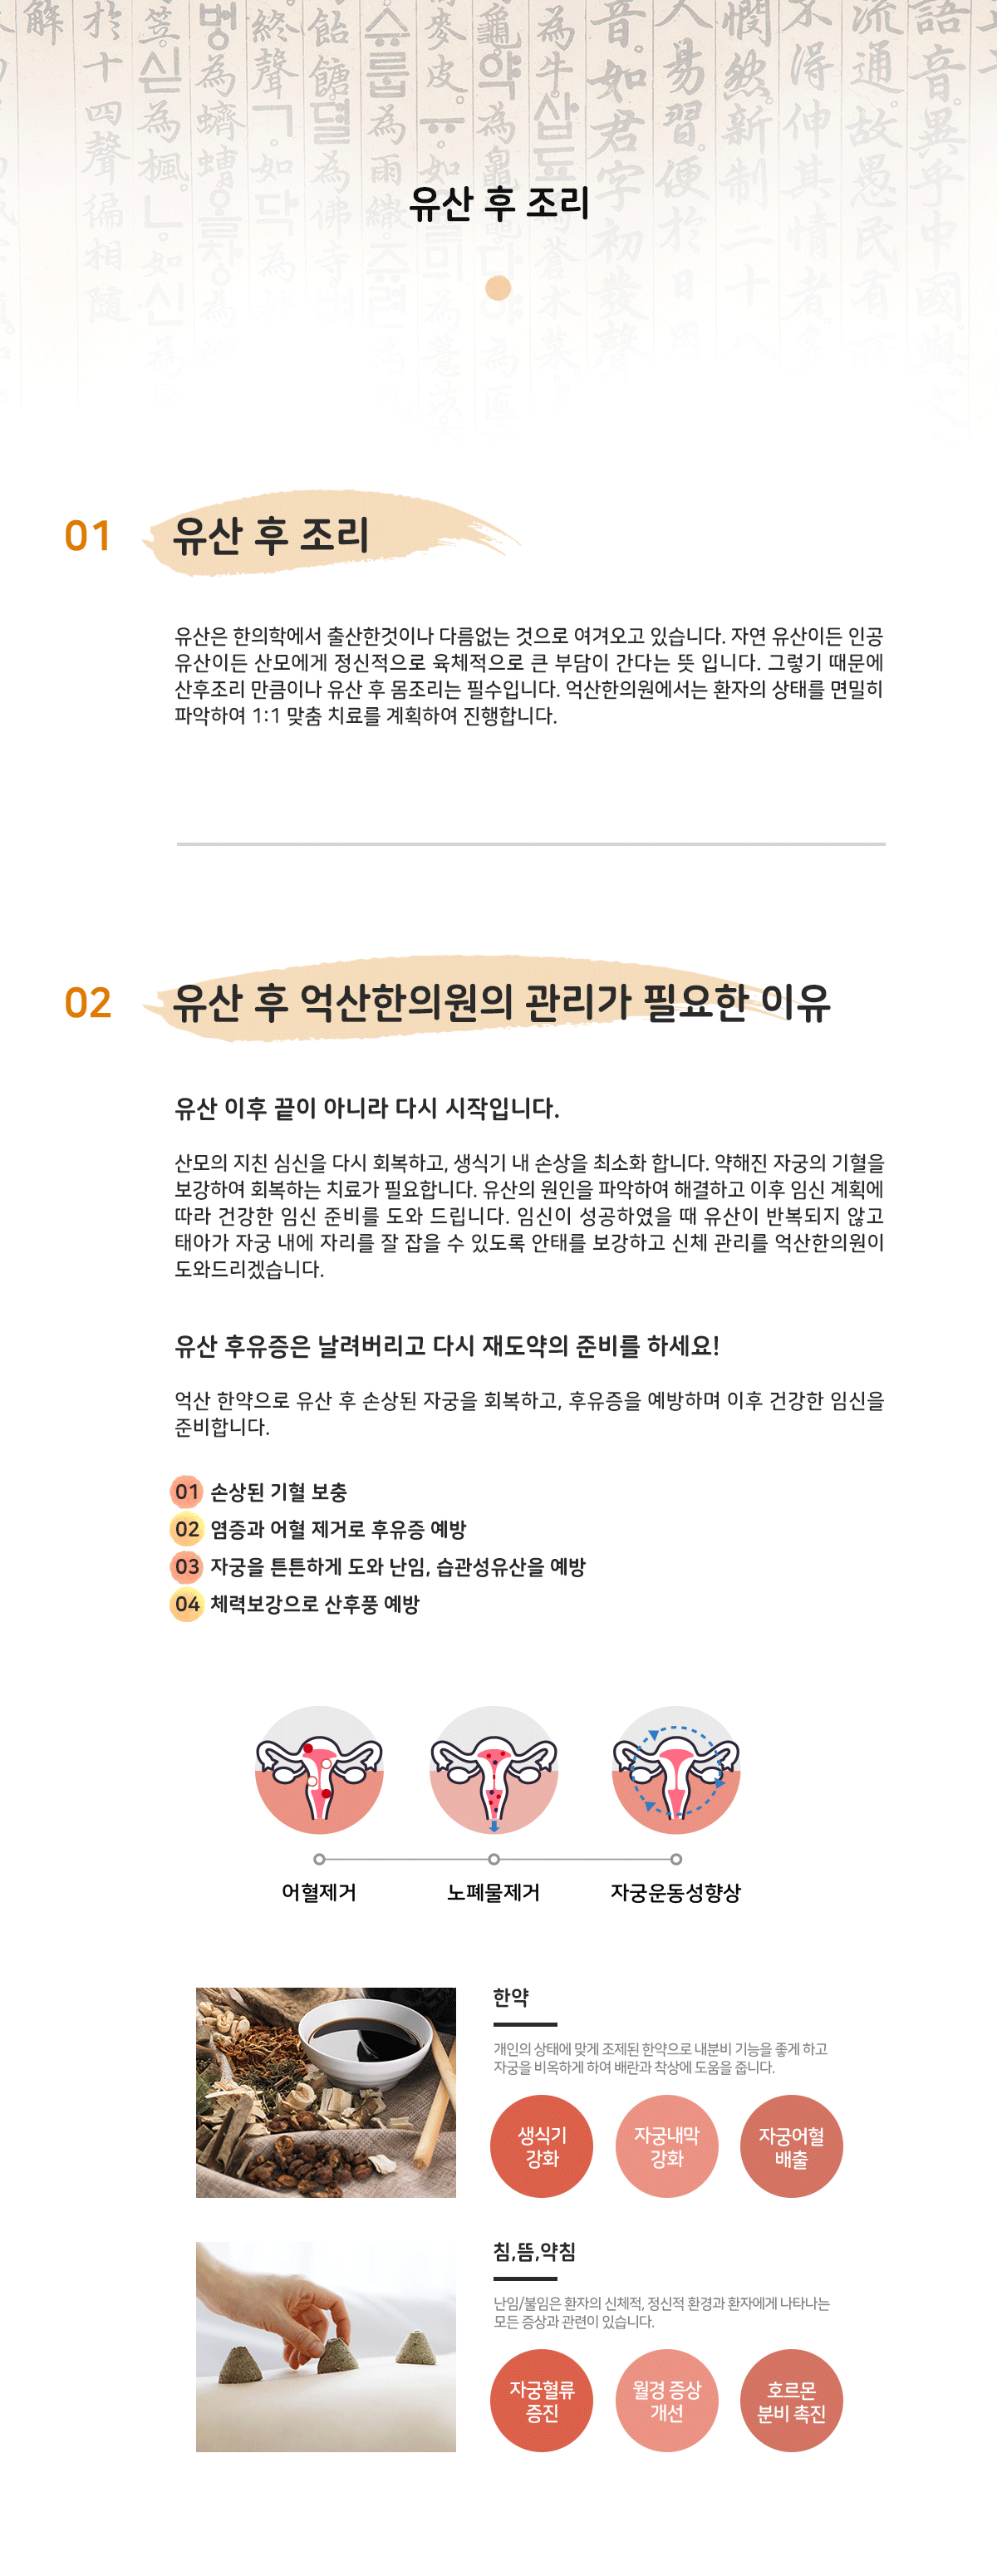 유산 후 조리
01
유산 후 조리
유산은 한의학에서 출산한것이나 다름없는 것으로 여겨오고 있습니다. 자연 유산이든 인공
유산이든 산모에게 정신적으로 육체적으로 큰 부담이 간다는 뜻 입니다. 그렇기 때문에
산후조리 만큼이나 유산 후 몸조리는 필수입니다. 억산한의원에서는 환자의 상태를 면밀히
파악하여 1:1 맞춤 치료를 계획하여 진행합니다.
02
유산 후 억산한의원의 관리가 필요한 이유
유산 이후 끝이 아니라 다시 시작입니다.
산모의 지친 심신을 다시 회복하고, 생식기 내 손상을 최소화 합니다. 약해진 자궁의 기혈을
보강하여 회복하는 치료가 필요합니다. 유산의 원인을 파악하여 해결하고 이후 임신 계획에
따라 건강한 임신 준비를 도와 드립니다. 임신이 성공하였을 때 유산이 반복되지 않고
태아가 자궁 내에 자리를 잘 잡을 수 있도록 안태를 보강하고 신체 관리를 억산한의원이
도와드리겠습니다.
유산 후유증은 날려버리고 다시 재도약의 준비를 하세요!
억산 한약으로 유산 후 손상된 자궁을 회복하고, 후유증을 예방하며 이후 건강한 임신을
준비합니다.
01 손상된 기혈 보충
02 염증과 어혈 제거로 후유증 예방
03 자궁을 튼튼하게 도와 난임, 습관성유산을 예방
04 체력보강으로 산후풍 예방
어혈제거
노폐물제거
자궁운동성향상
한약
개인의 상태에 맞게 조제된 한약으로 내분비 기능을 좋게 하고
자궁을 비옥하게 하여 배란과 착상에 도움을 줍니다.
생식기
강화
자궁내막
강화
자궁어혈
배출
침,뜸,약침
난임/불임은 환자의 신체적, 정신적 환경과 환자에게 나타나는
모든 증상과 관련이 있습니다.
자궁혈류
증진
월경 증상
개선
호르몬
분비 촉진